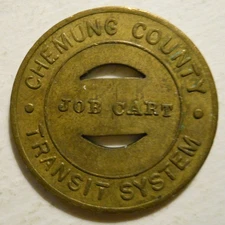 CHEMUNG COUNTY
JOB CART
TRANSIT SYSTEM